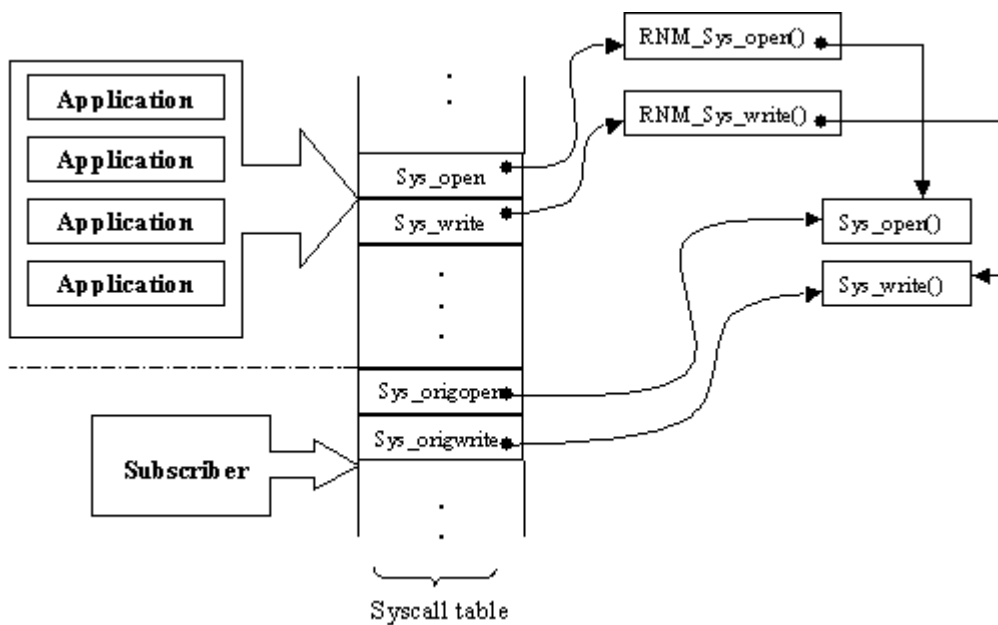 RNM_Sys_open()
Application
RNM_Sys_write()
Application
Sys_open
Application
Sys_write
Sys_open()
Application
Sys_write()
Sys_origopen
Sys_origwrite
Subscriber
Syscall table